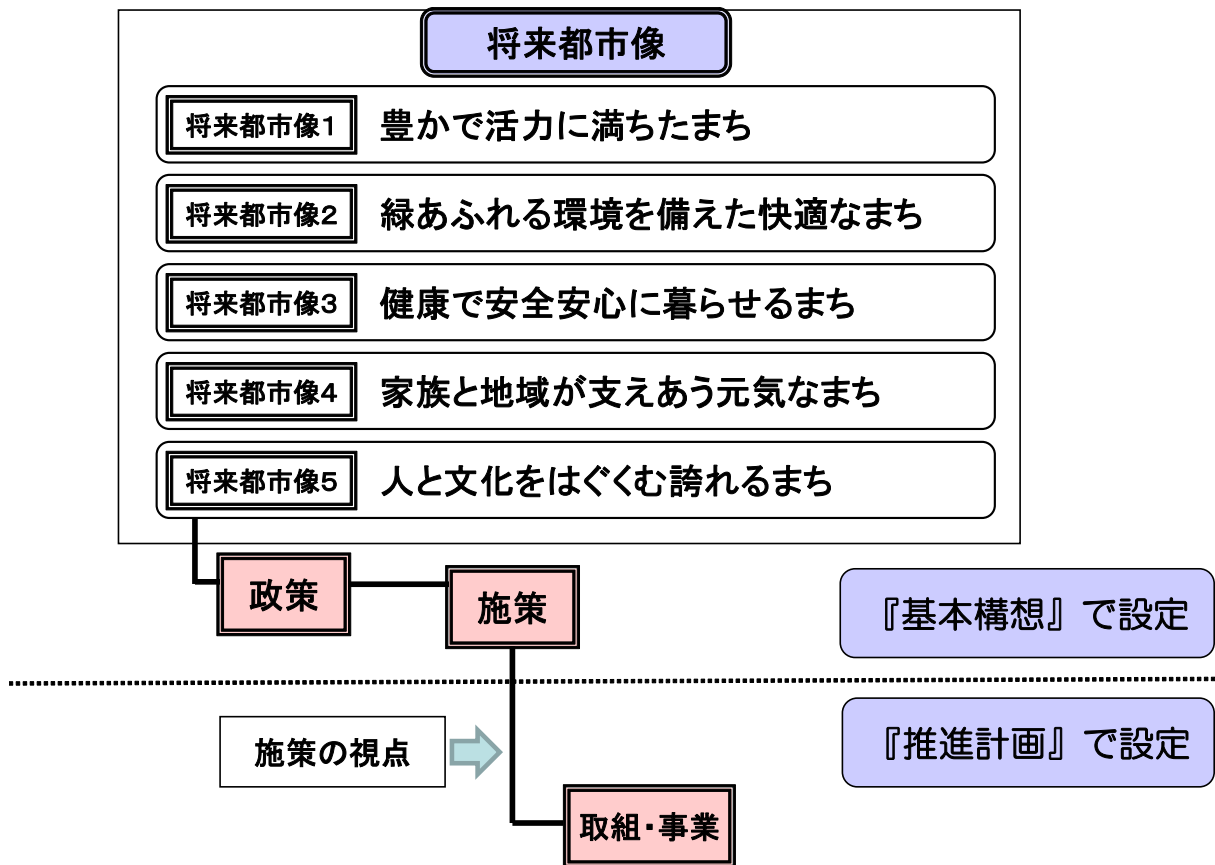 将来都市像
将来都市像1 豊かで活力に満ちたまち
将来都市像2 緑あふれる環境を備えた快適なまち
将来都市像3 健康で安全安心に暮らせるまち
将来都市像4 家族と地域が支えあう元気なまち
将来都市像5 人と文化をはぐくむ誇れるまち
政策
施策
『基本構想』で設定
施策の視点
『推進計画』で設定
取組・事業